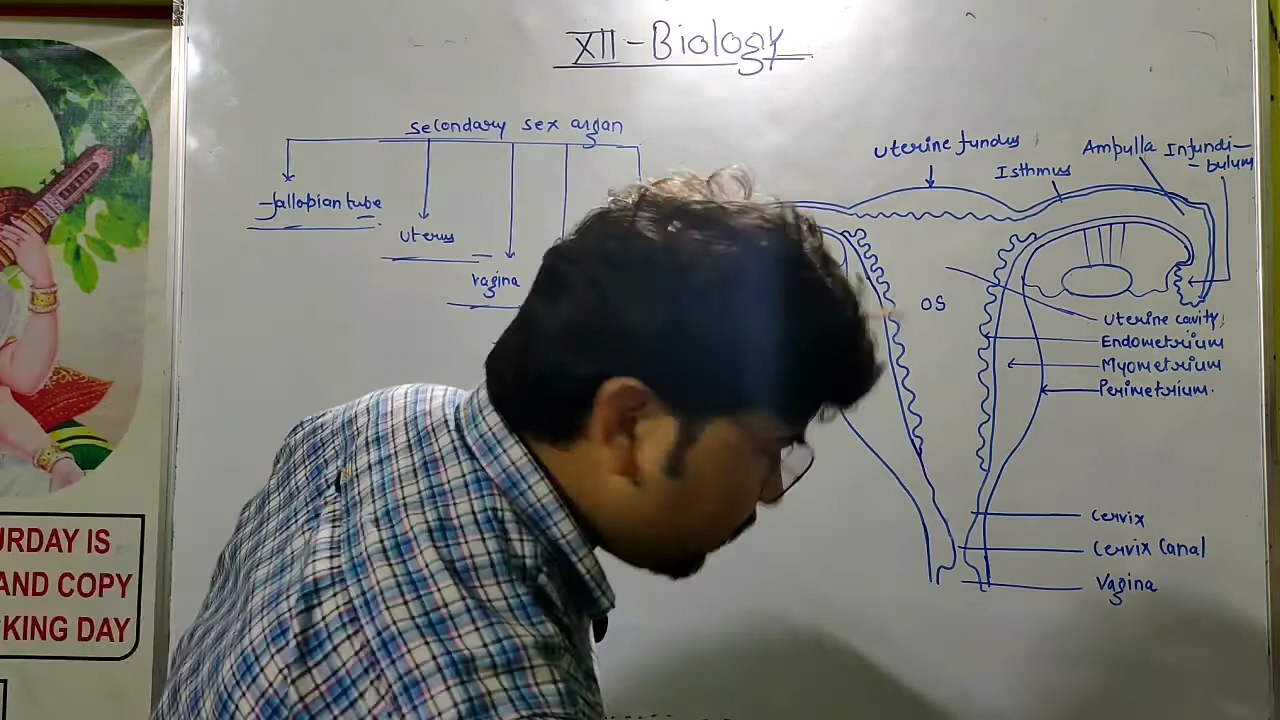 XII - Biology
secondary sex organ
fallopian tube
uterus
vagina
uterine fundus
Isthmus
Ampulla
Infundi-
-bulum
OS
uterine cavity
Endometrium
Myometrium
Perimetrium.
cervix
cervix canal
vagina
URDAY IS
AND COPY
KING DAY